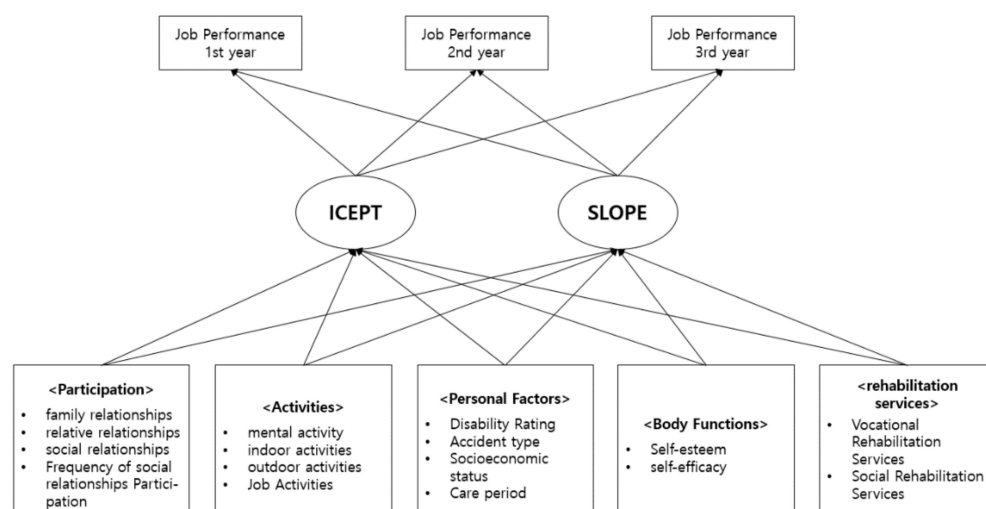 Job Performance
1st year
Job Performance
2nd year
Job Performance
3rd year
ICEPT
SLOPE
<Participation>
• family relationships
• relative relationships
• social relationships
• Frequency of social
relationships Partici-
pation
<Activities>
• mental activity
• indoor activities
• outdoor activities
• Job Activities
<Personal Factors>
• Disability Rating
• Accident type
• Socioeconomic
status
• Care period
<Body Functions>
• Self-esteem
• self-efficacy
<rehabilitation
services>
• Vocational
Rehabilitation
Services
• Social Rehabilitation
Services